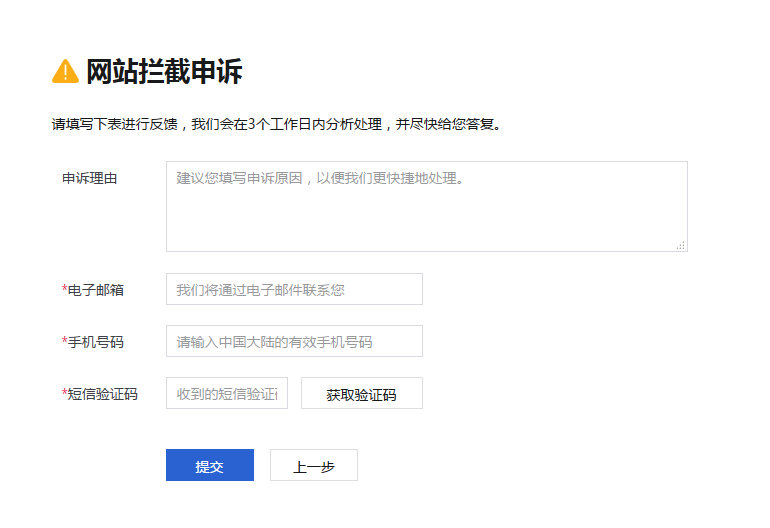 网站拦截申诉
请填写下表进行反馈，我们会在3个工作日内分析处理，并尽快给您答复。
申诉理由
建议您填写申诉原因，以便我们更快捷地处理。
*电子邮箱
我们将通过电子邮件联系您
*手机号码
请输入中国大陆的有效手机号码
*短信验证码
收到的短信验证
获取验证码
提交
上一步